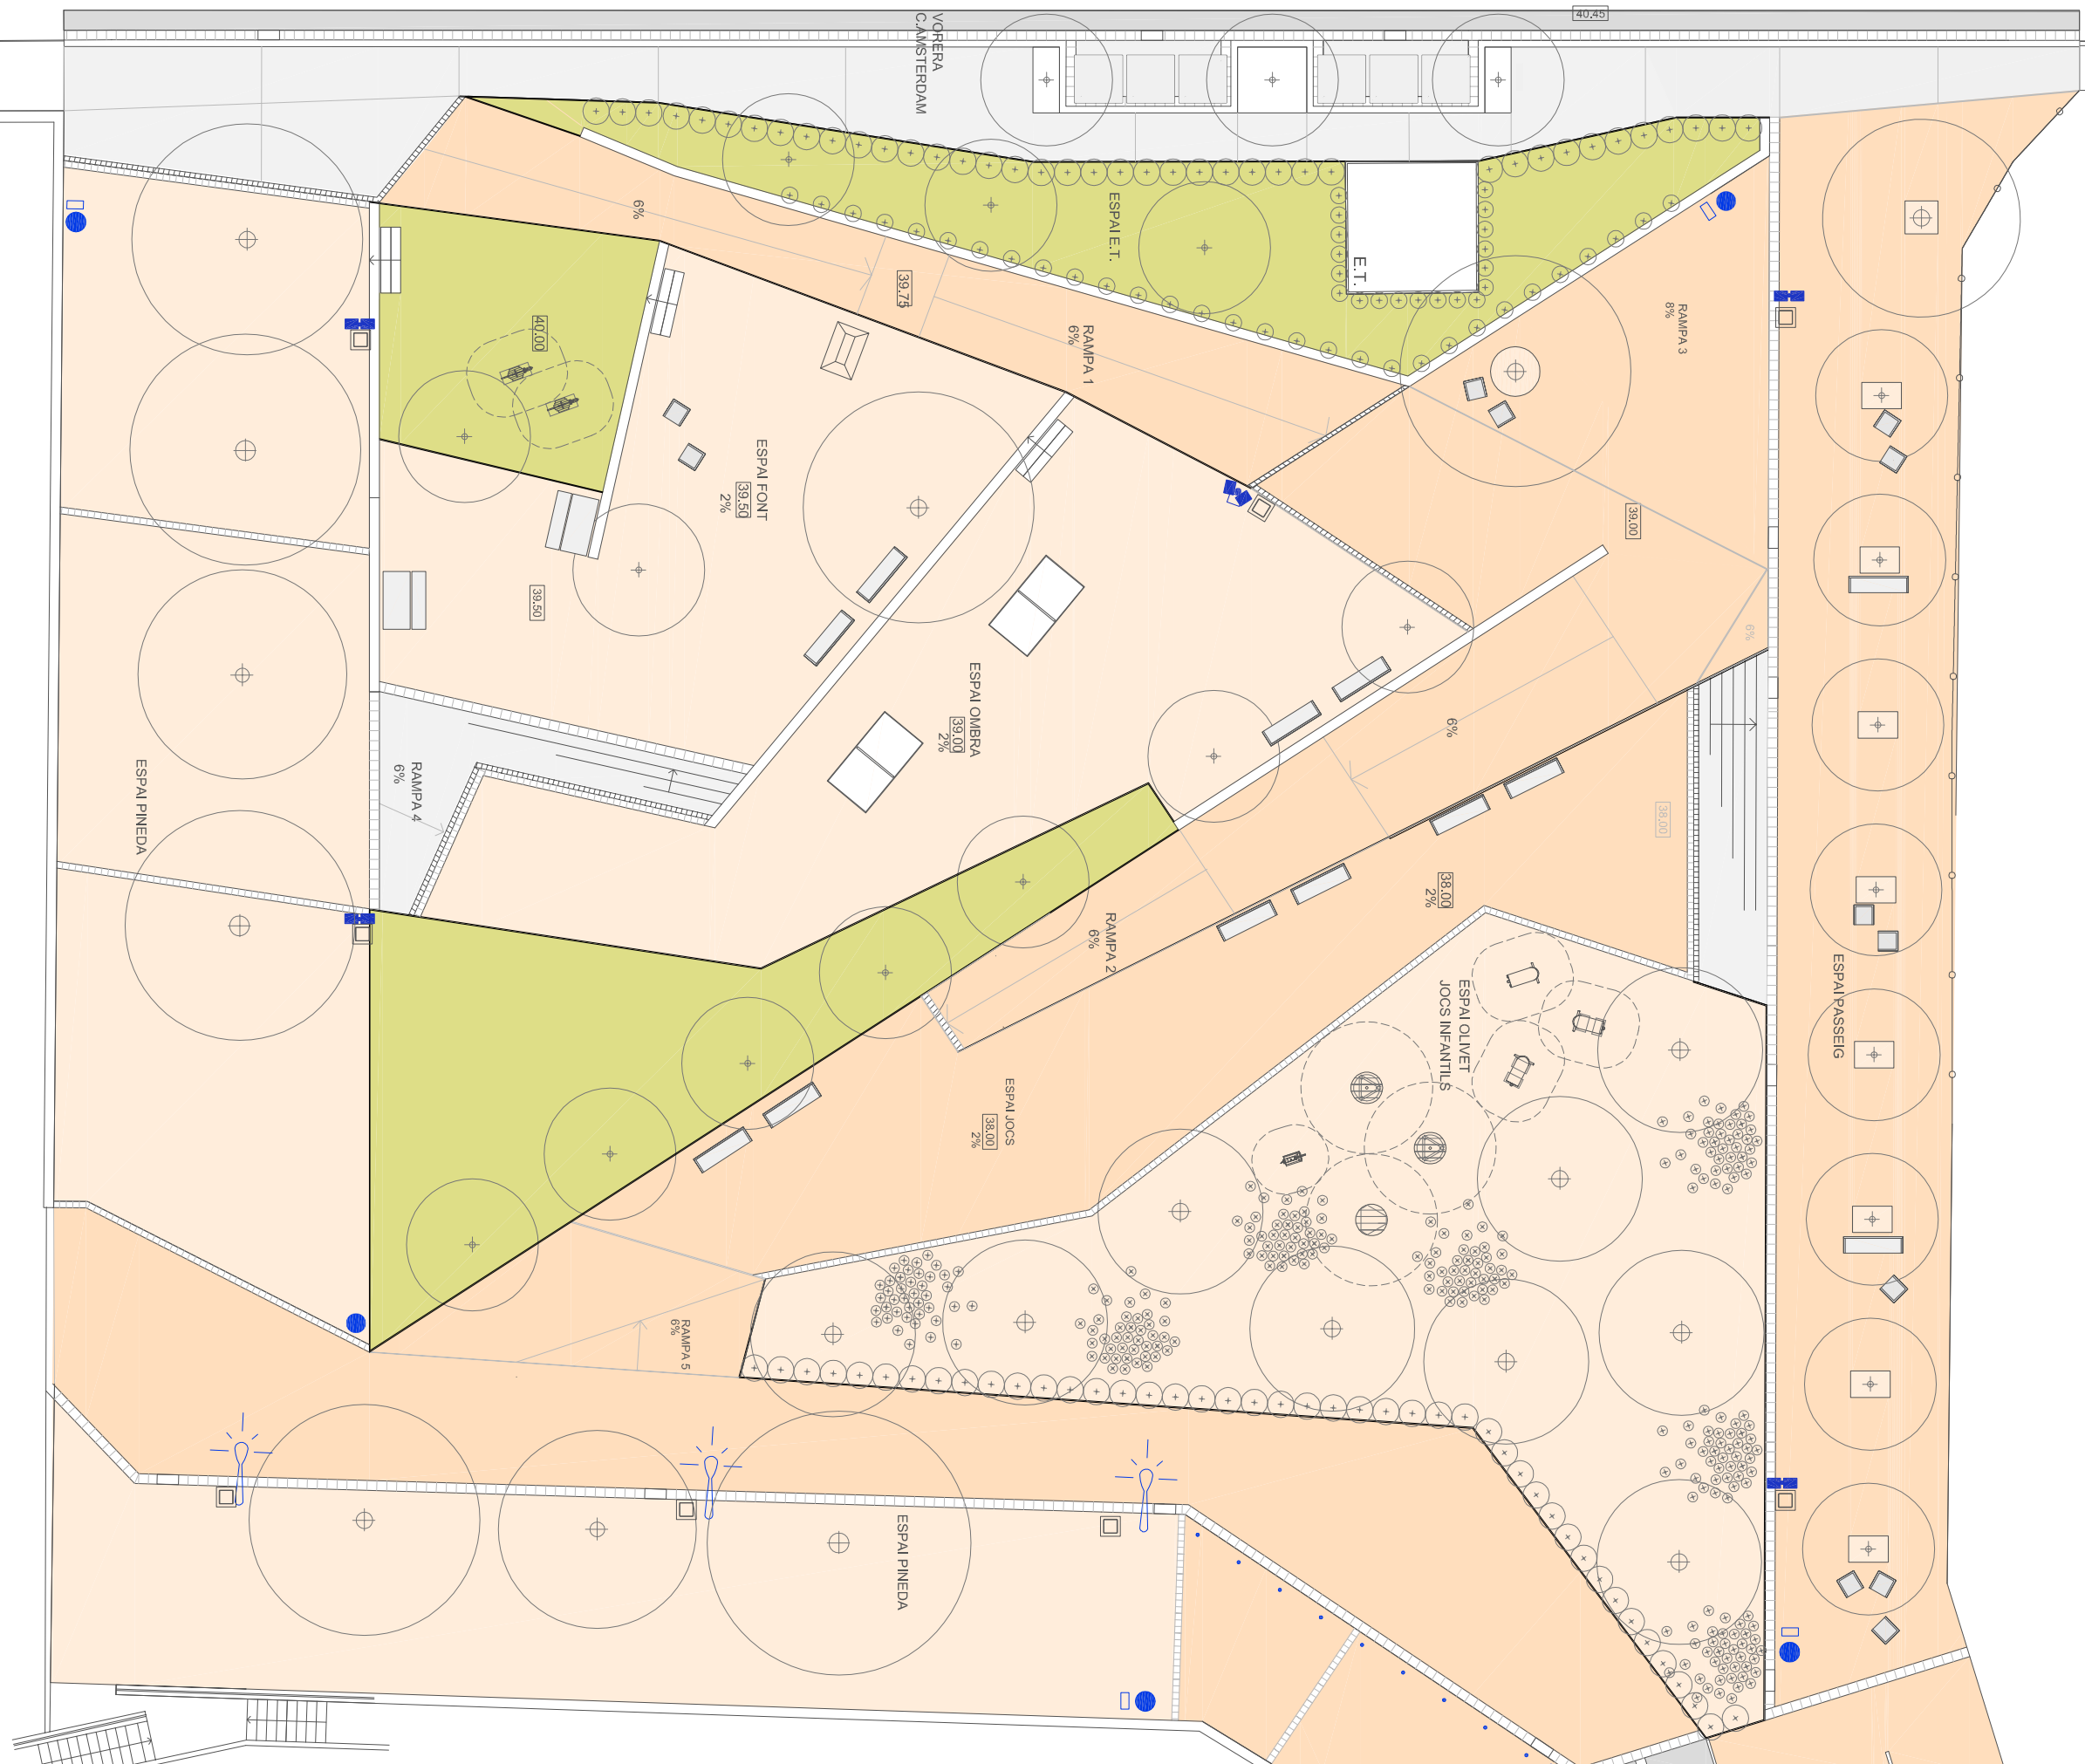 40.45
VORERA
C.AMSTERDAM
6%
ESPAI E.T.
E.T.
39.75
RAMPA 1
6%
RAMPA 3
8%
40.00
ESPAI FONT
39.50
2%
39.00
39.50
6%
ESPAI OMBRA
39.00
2%
6%
RAMPA 4
6%
ESPAI PINEDA
38.00
38.00
2%
RAMPA 2
6%
ESPAI PASSEIG
ESPAI OLIVET
JOCS INFANTILS
ESPAI JOCS
38.00
2%
RAMPA 5
6%
ESPAI PINEDA